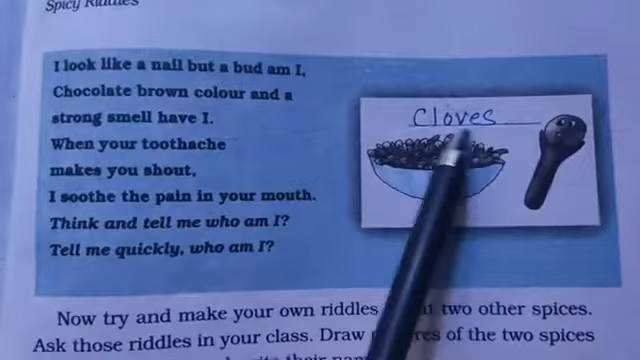 Spicy Riddles
I look like a nail but a bud am I,
Chocolate brown colour and a
strong smell have I.
When your toothache
makes you shout,
I soothe the pain in your mouth.
Think and tell me who am I?
Tell me quickly, who am I?
Cloves
Now try and make your own riddles two other spices.
Ask those riddles in your class. Draw of the two spices